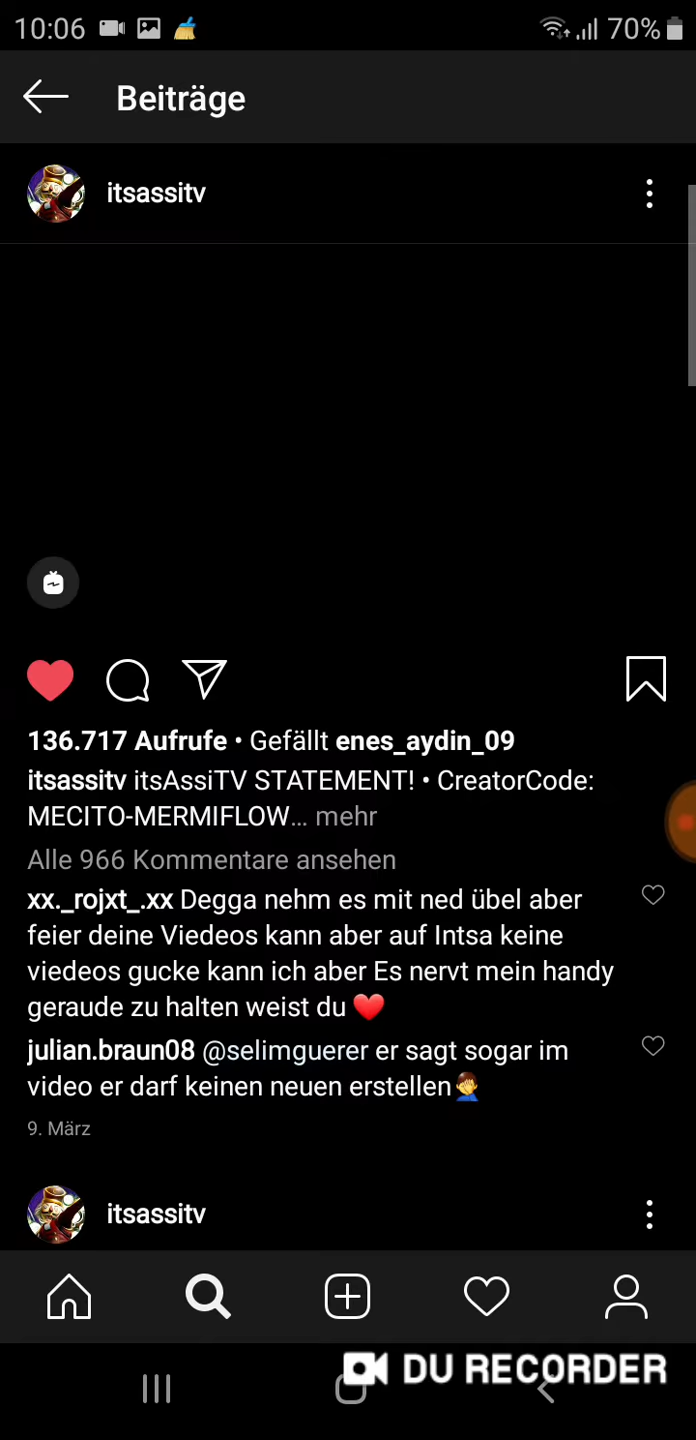 10:06
70%
Beiträge
itsassitv
136.717 Aufrufe • Gefällt enes_aydin_09
itsassitv itsAssiTV STATEMENT! • CreatorCode:
MECITO-MERMIFLOW... mehr
Alle 966 Kommentare ansehen
xx._rojxt_.xx Degga nehm es mit ned übel aber
feier deine Viedeos kann aber auf Intsa keine
viedeos gucke kann ich aber Es nervt mein handy
geraude zu halten weist du ❤️
julian.braun08 @selimguerer er sagt sogar im
video er darf keinen neuen erstellen🤦‍♂️
9. März
itsassitv
DU RECORDER